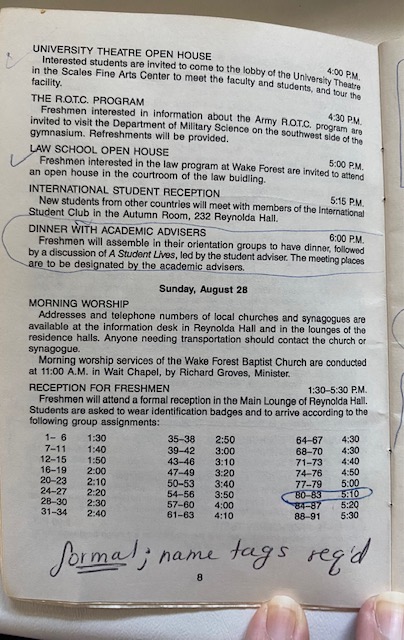 UNIVERSITY THEATRE OPEN HOUSE 4:00 P.M.
Interested students are invited to come to the lobby of the University Theatre
in the Scales Fine Arts Center to meet the faculty and students, and tour the
facility.
THE R.O.T.C. PROGRAM 4:30 P.M.
Freshmen interested in information about the Army R.O.T.C. program are
invited to visit the Department of Military Science on the southwest side of the
gymnasium. Refreshments will be provided.
LAW SCHOOL OPEN HOUSE 5:00 P.M.
Freshmen interested in the law program at Wake Forest are invited to attend
an open house in the courtroom of the law buidling.
INTERNATIONAL STUDENT RECEPTION 5:15 P.M.
New students from other countries will meet with members of the International
Student Club in the Autumn Room, 232 Reynolda Hall.
DINNER WITH ACADEMIC ADVISERS 6:00 P.M.
Freshmen will assemble in their orientation groups to have dinner, followed
by a discussion of A Student Lives, led by the student adviser. The meeting places
are to be designated by the academic advisers.
Sunday, August 28
MORNING WORSHIP
Addresses and telephone numbers of local churches and synagogues are
available at the information desk in Reynolda Hall and in the lounges of the
residence halls. Anyone needing transportation should contact the church or
synagogue.
Morning worship services of the Wake Forest Baptist Church are conducted
at 11:00 A.M. in Wait Chapel, by Richard Groves, Minister.
RECEPTION FOR FRESHMEN 1:30–5:30 P.M.
Freshmen will attend a formal reception in the Main Lounge of Reynolda Hall.
Students are asked to wear identification badges and to arrive according to the
following group assignments:
1– 6 1:30 35–38 2:50 64–67 4:30
7–11 1:40 39–42 3:00 68–70 4:30
12–15 1:50 43–46 3:10 71–73 4:40
16–19 2:00 47–49 3:20 74–76 4:50
20–23 2:10 50–53 3:40 77–79 5:00
24–27 2:20 54–56 3:50 80–83 5:10
28–30 2:30 57–60 4:00 84–87 5:20
31–34 2:40 61–63 4:10 88–91 5:30
formal; name tags req'd
8